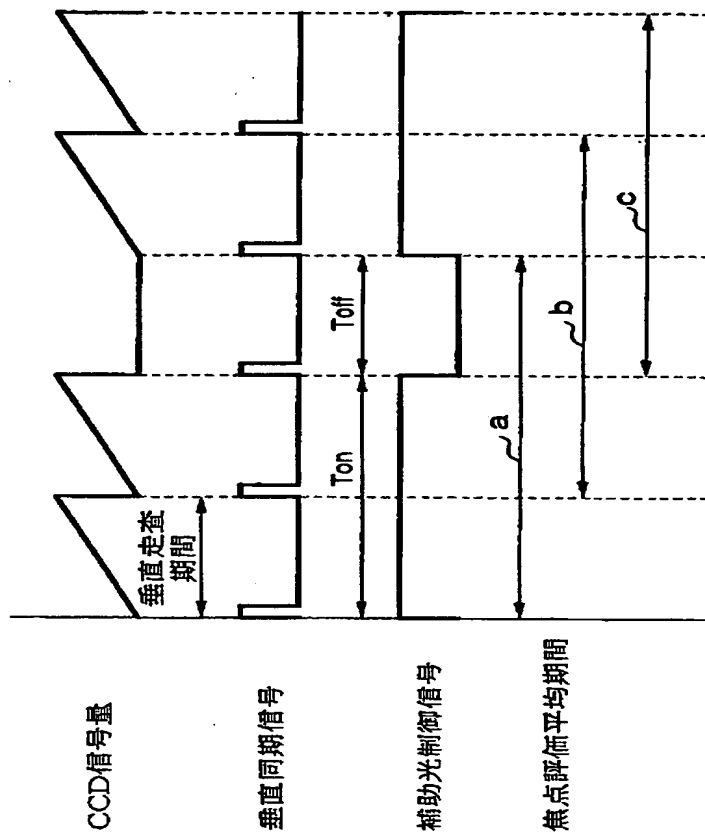 CCD信号量
垂直走査
期間
垂直同期信号
Ton
Toff
補助光制御信号
a
焦点評価平均期間
b
c